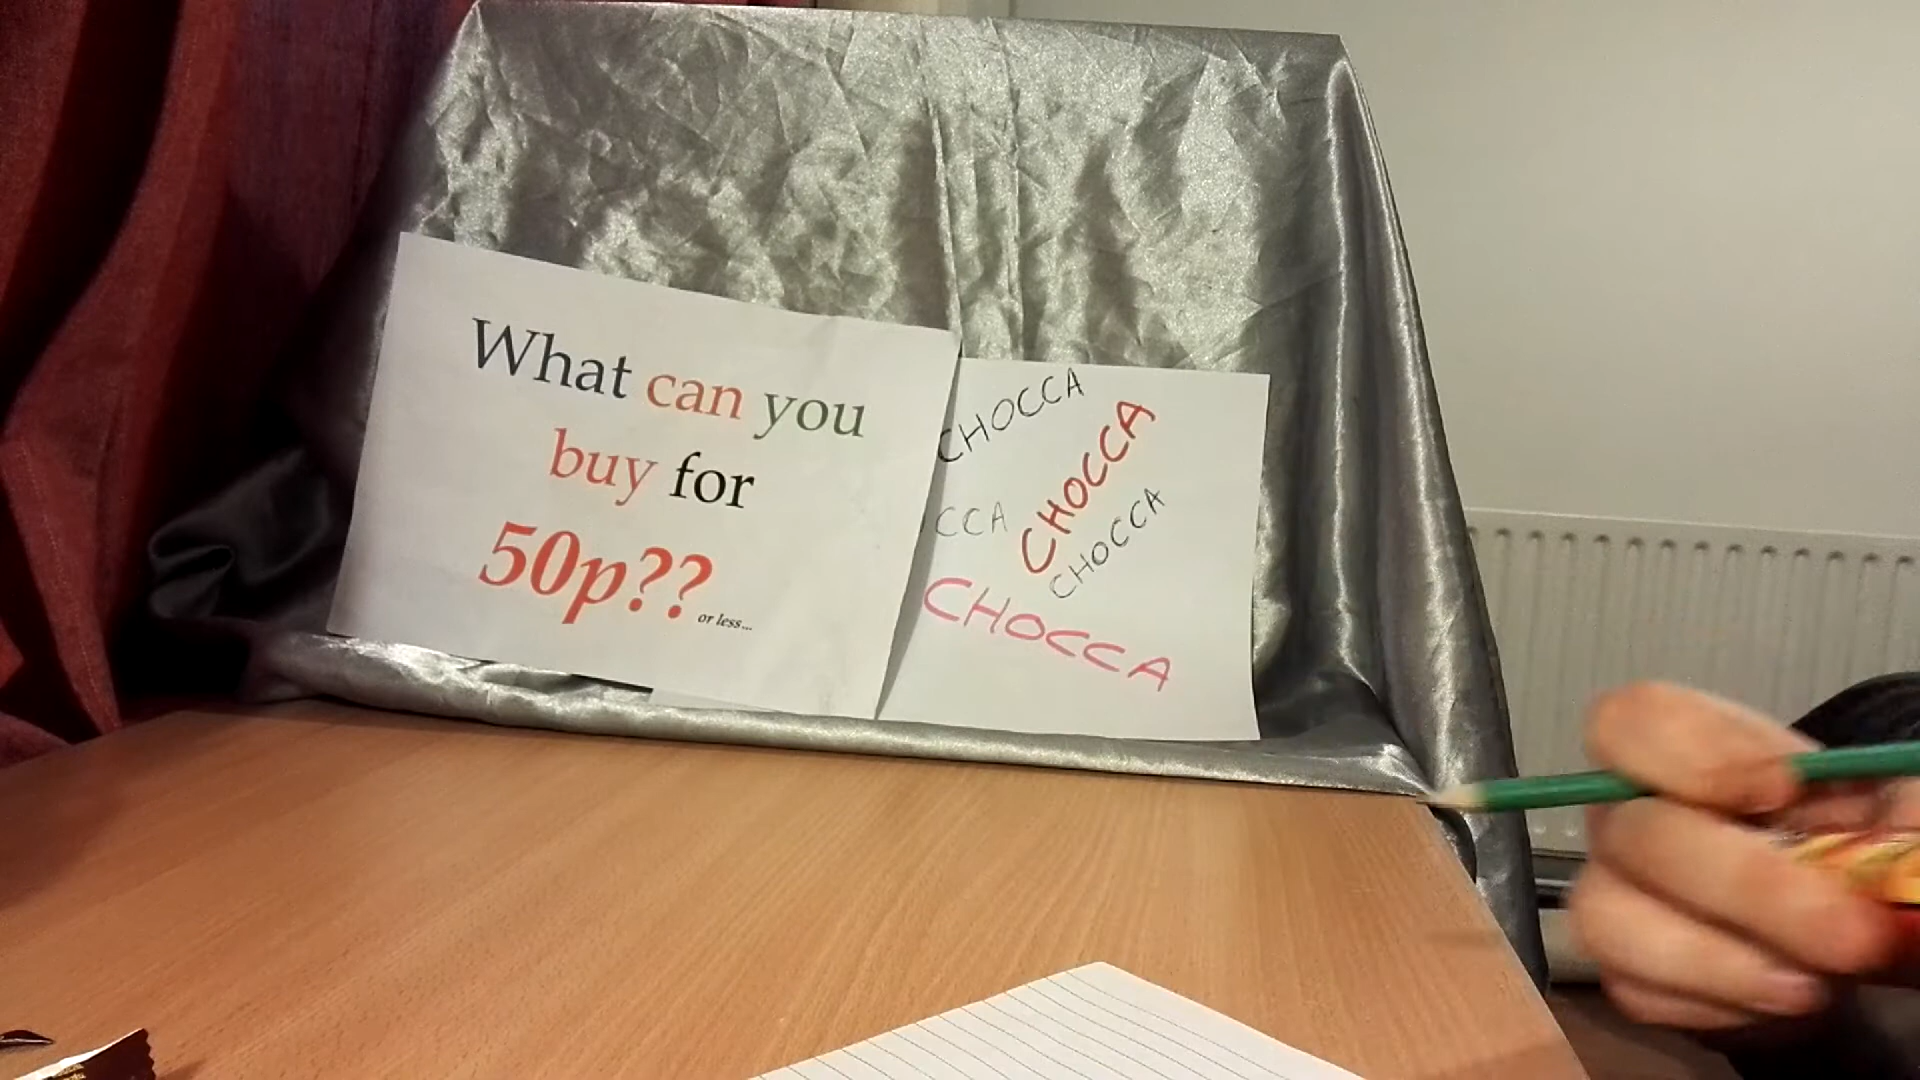 What can you
buy for
50p?? or less...
CHOCCA
CHOCCA
CCA
CHOCCA
CHOCCA